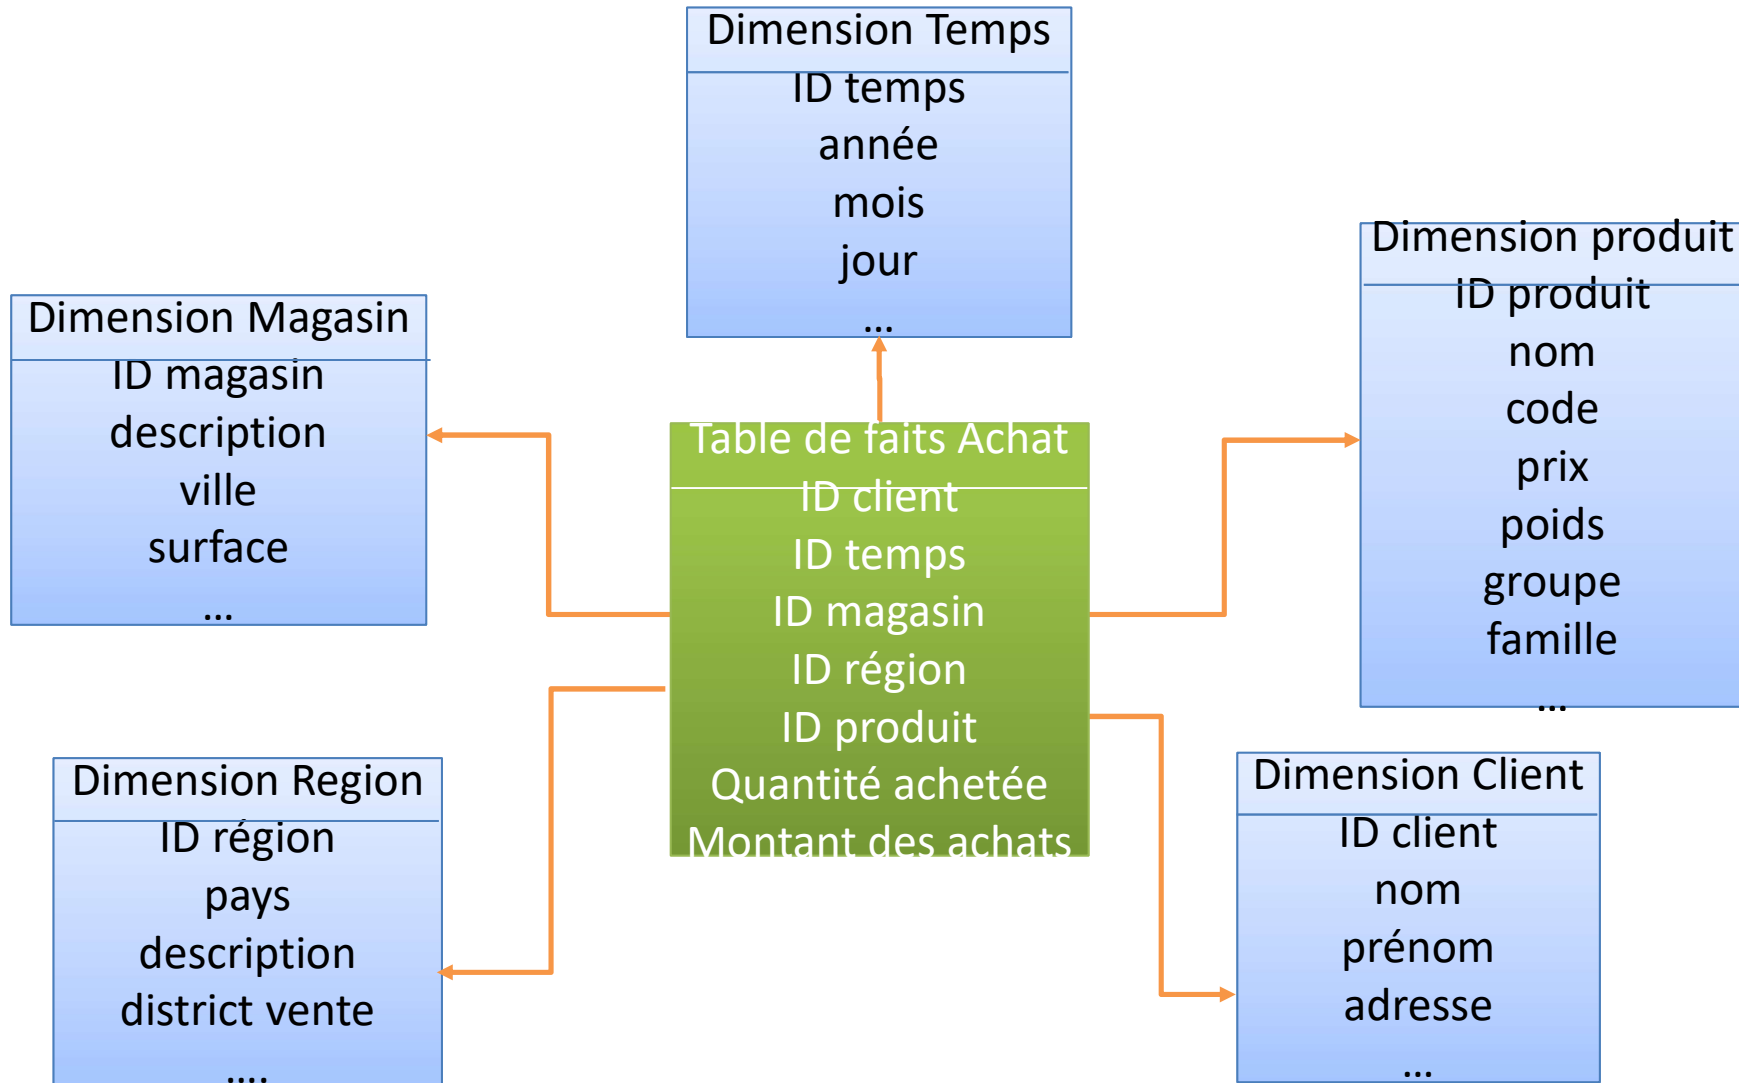 Dimension Temps
ID temps
année
mois
jour
...
Dimension Magasin
ID magasin
description
ville
surface
...
Table de faits Achat
ID client
ID temps
ID magasin
ID région
ID produit
Quantité achetée
Montant des achats
Dimension produit
ID produit
nom
code
prix
poids
groupe
famille
...
Dimension Region
ID région
pays
description
district vente
....
Dimension Client
ID client
nom
prénom
adresse
...